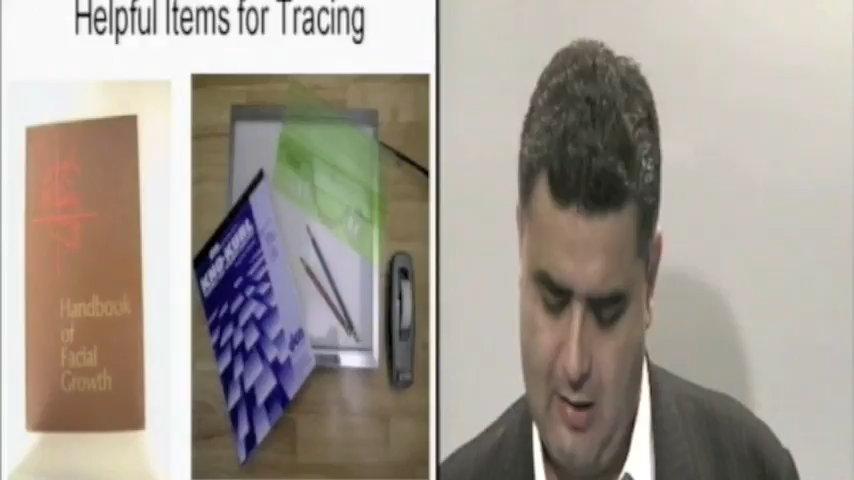 Helpful Items for Tracing
Handbook
of
Facial
Growth